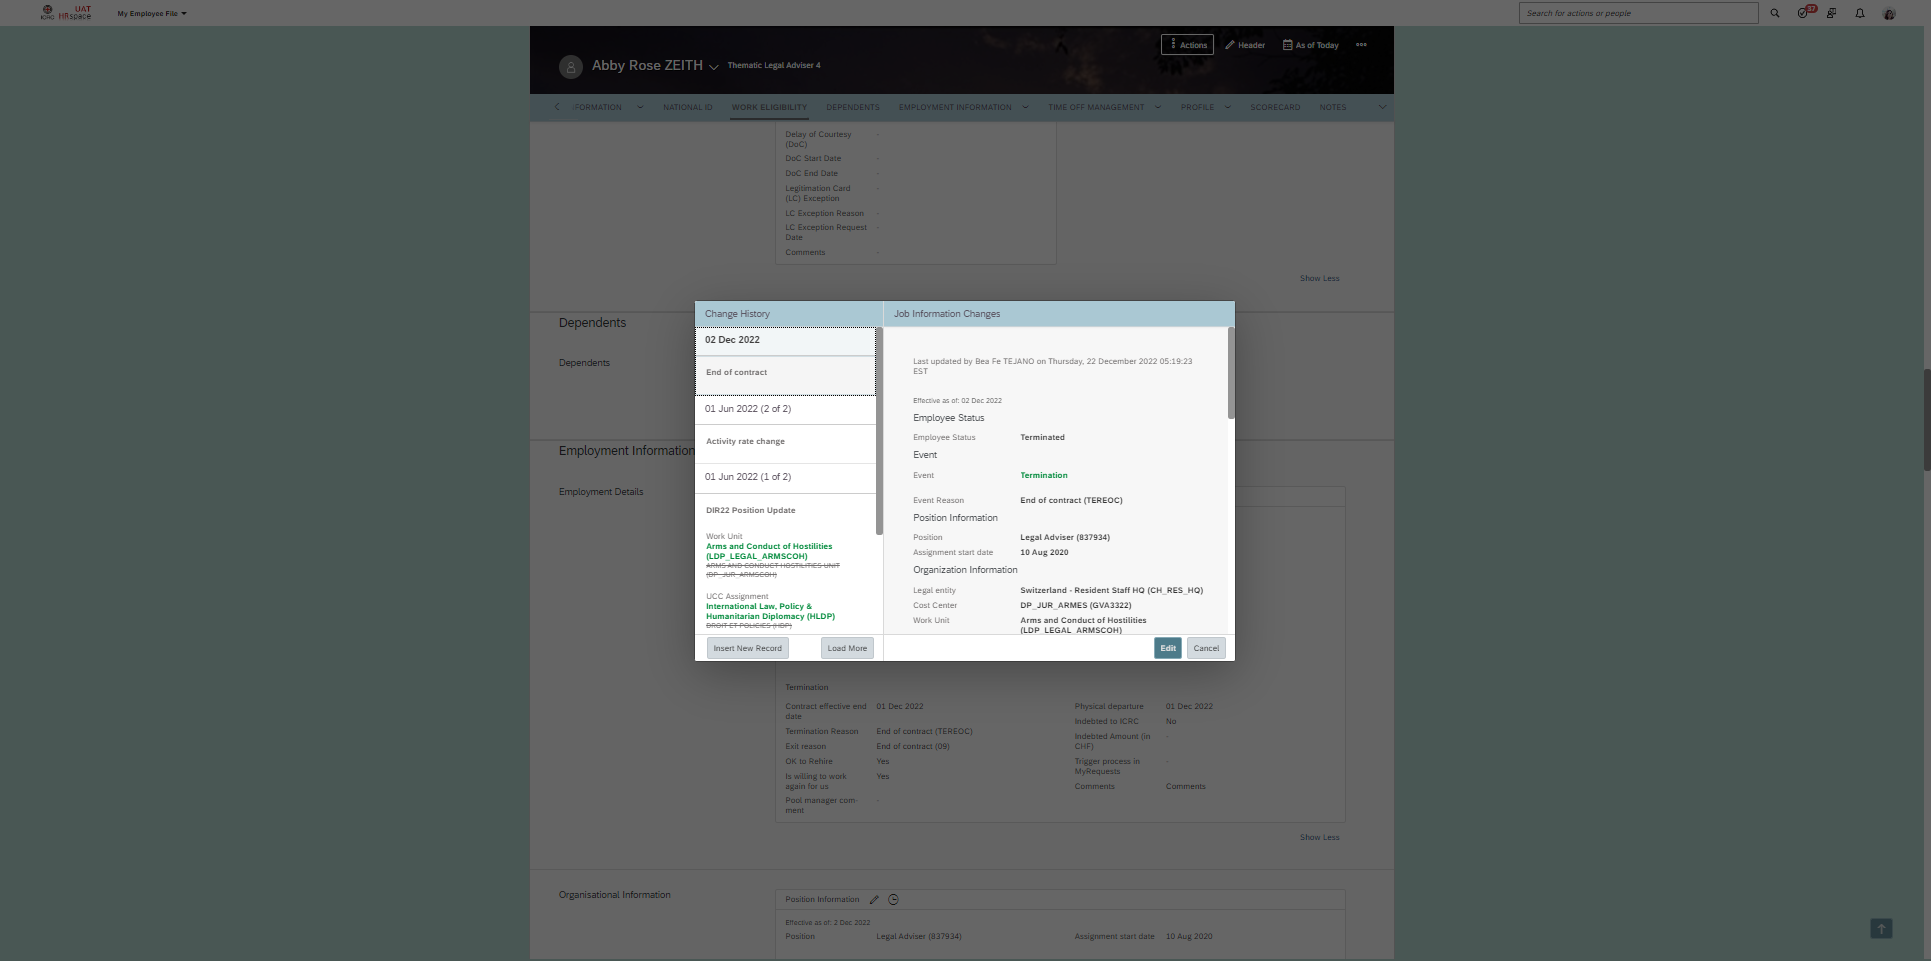 ICRC
UAT
HRspace
My Employee File
Search for actions or people
37
Actions
Header
As of Today
Abby Rose ZEITH
Thematic Legal Adviser 4
FORMATION
NATIONAL ID
WORK ELIGIBILITY
DEPENDENTS
EMPLOYMENT INFORMATION
TIME OFF MANAGEMENT
PROFILE
SCORECARD
NOTES
Delay of Courtesy -
(DoC)
DoC Start Date -
DoC End Date -
Legitimation Card -
(LC) Exception
LC Exception Reason -
LC Exception Request -
Date
Comments -
Show Less
Dependents
Dependents
Employment Information
Employment Details
Change History
02 Dec 2022
End of contract
01 Jun 2022 (2 of 2)
Activity rate change
01 Jun 2022 (1 of 2)
DIR22 Position Update
Work Unit
Arms and Conduct of Hostilities
(LDP_LEGAL_ARMSCOH)
ARMS AND CONDUCT HOSTILITIES UNIT
(DP_JUR_ARMSCOH)
UCC Assignment
International Law, Policy &
Humanitarian Diplomacy (HLDP)
DROIT ET POLICIES (HDP)
Insert New Record
Load More
Job Information Changes
Last updated by Bea Fe TEJANO on Thursday, 22 December 2022 05:19:23
EST
Effective as of: 02 Dec 2022
Employee Status
Employee Status Terminated
Event
Event Termination
Event Reason End of contract (TEREOC)
Position Information
Position Legal Adviser (837934)
Assignment start date 10 Aug 2020
Organization Information
Legal entity Switzerland - Resident Staff HQ (CH_RES_HQ)
Cost Center DP_JUR_ARMES (GVA3322)
Work Unit Arms and Conduct of Hostilities
(LDP_LEGAL_ARMSCOH)
Edit
Cancel
Termination
Contract effective end 01 Dec 2022
date
Termination Reason End of contract (TEREOC)
Exit reason End of contract (09)
OK to Rehire Yes
Is willing to work Yes
again for us
Pool manager com- -
ment
Physical departure 01 Dec 2022
Indebted to ICRC No
Indebted Amount (in -
CHF)
Trigger process in -
MyRequests
Comments Comments
Show Less
Organisational Information
Position Information
Effective as of: 2 Dec 2022
Position Legal Adviser (837934)
Assignment start date 10 Aug 2020